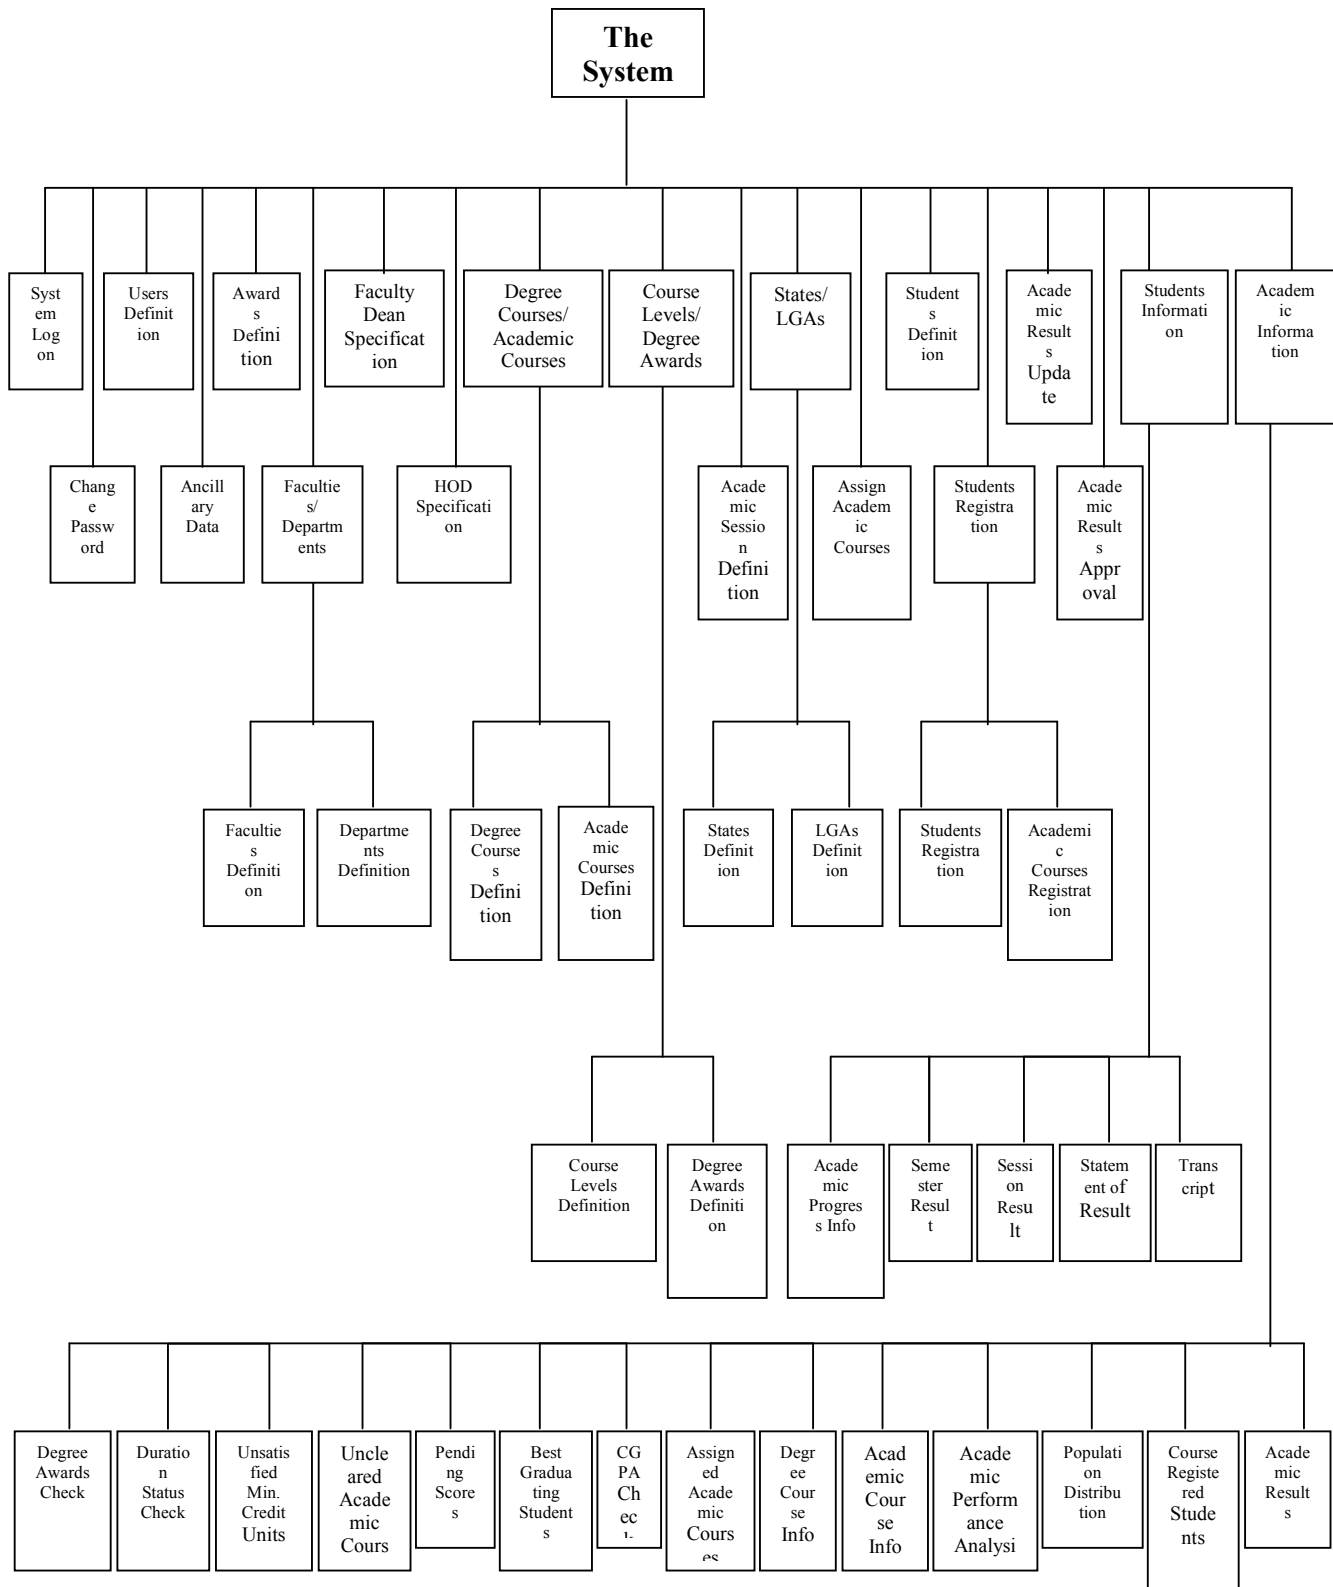 The
System
Syst
em
Log
on
Users
Definit
ion
Award
s
Defini
tion
Faculty
Dean
Specificat
ion
Degree
Courses/
Academic
Courses
Course
Levels/
Degree
Awards
States/
LGAs
Student
s
Definit
ion
Acade
mic
Result
s
Upda
te
Students
Informati
on
Academ
ic
Informa
tion
Chang
e
Passw
ord
Ancill
ary
Data
Facultie
s/
Departm
ents
HOD
Specificati
on
Acade
mic
Sessio
n
Defini
tion
Assign
Academ
ic
Courses
Students
Registra
tion
Acade
mic
Result
s
Appr
oval
Facultie
s
Definiti
on
Departme
nts
Definition
Degree
Course
s
Defini
tion
Acade
mic
Courses
Defini
tion
States
Definit
ion
LGAs
Definit
ion
Students
Registra
tion
Academi
c
Courses
Registrat
ion
Course
Levels
Definition
Degree
Awards
Definiti
on
Acade
mic
Progres
s Info
Seme
ster
Resul
t
Sessi
on
Resu
lt
Statem
ent of
Result
Trans
cript
Degree
Awards
Check
Duratio
n
Status
Check
Unsatis
fied
Min.
Credit
Units
Uncle
ared
Acade
mic
Cours
Pendi
ng
Score
s
Best
Gradua
ting
Student
s
CG
PA
Ch
ec
Assign
ed
Acade
mic
Cours
es
Degr
ee
Cour
se
Info
Acad
emic
Cour
se
Info
Acade
mic
Perform
ance
Analysi
Populati
on
Distribu
tion
Course
Registe
red
Stude
nts
Acade
mic
Result
s